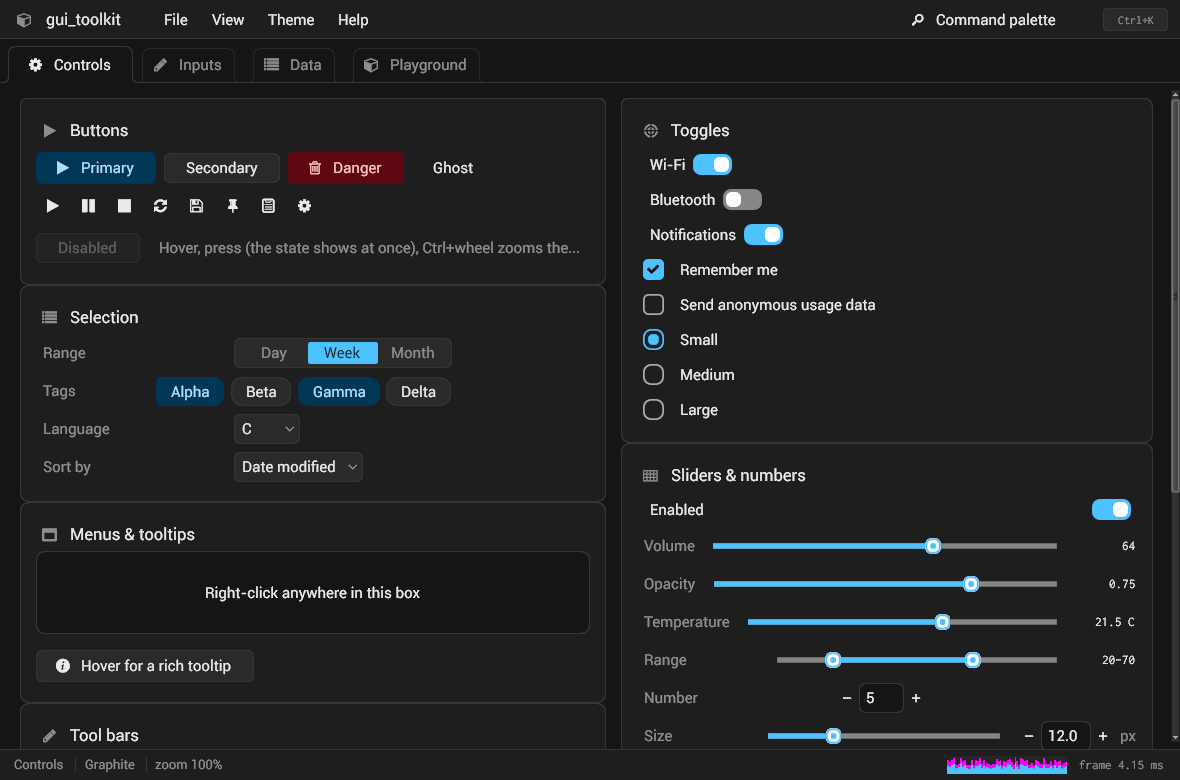 gui_toolkit File View Theme Help Command palette Ctrl+K
Controls Inputs Data Playground
Buttons
Primary Secondary Danger Ghost
Hover, press (the state shows at once), Ctrl+wheel zooms the...
Selection
Range Day Week Month
Tags Alpha Beta Gamma Delta
Language C
Sort by Date modified
Menus & tooltips
Right-click anywhere in this box
Hover for a rich tooltip
Tool bars
Toggles
Wi-Fi
Bluetooth
Notifications
Remember me
Send anonymous usage data
Small
Medium
Large
Sliders & numbers
Enabled
Volume 64
Opacity 0.75
Temperature 21.5 C
Range 20-70
Number − 5 +
Size − 12.0 + px
Controls Graphite zoom 100% frame 4.15 ms